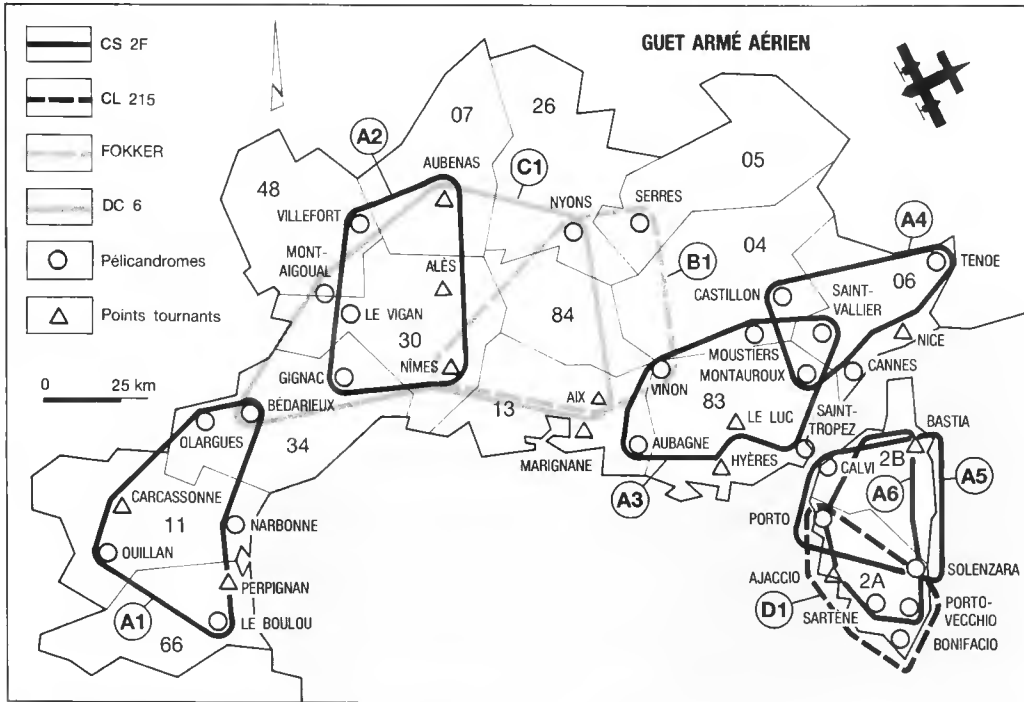 GUET ARMÉ AÉRIEN
CS 2F
CL 215
FOKKER
DC 6
Pélicandromes
Points tournants
0 25 km
07
26
05
48
04
06
30
84
83
13
34
11
66
2B
2A
A2
C1
A4
B1
A3
A1
A5
A6
D1
AUBENAS
VILLEFORT
MONT-
AIGOUAL
ALÈS
LE VIGAN
NÎMES
GIGNAC
BÉDARIEUX
OLARGUES
CARCASSONNE
NARBONNE
OUILLAN
PERPIGNAN
LE BOULOU
NYONS
SERRES
AIX
MARIGNANE
CASTILLON
SAINT-
VALLIER
TENOE
NICE
CANNES
MOUSTIERS
MONTAUROUX
VINON
LE LUC
AUBAGNE
HYÈRES
SAINT-
TROPEZ
BASTIA
CALVI
PORTO
AJACCIO
SOLENZARA
SARTÈNE
PORTO-
VECCHIO
BONIFACIO